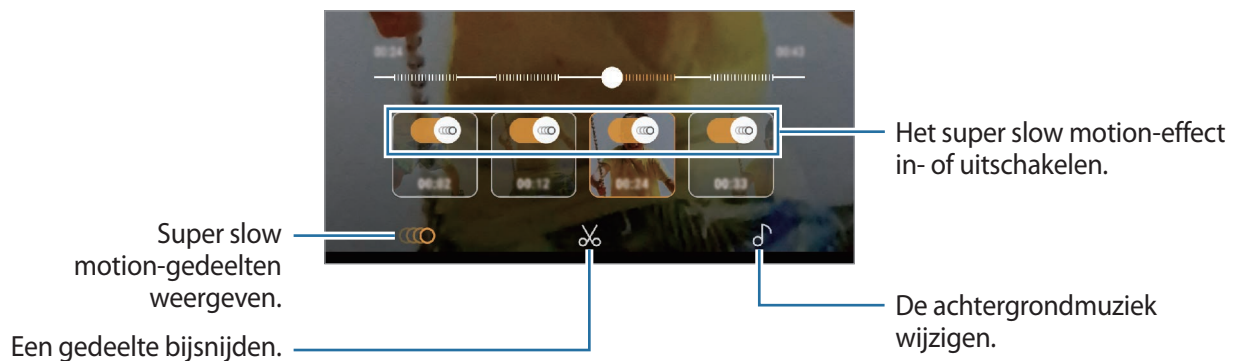 00:24 00:43
00:02 00:12 00:24 00:33
Het super slow motion-effect
in- of uitschakelen.
Super slow
motion-gedeelten
weergeven.
De achtergrondmuziek
wijzigen.
Een gedeelte bijsnijden.